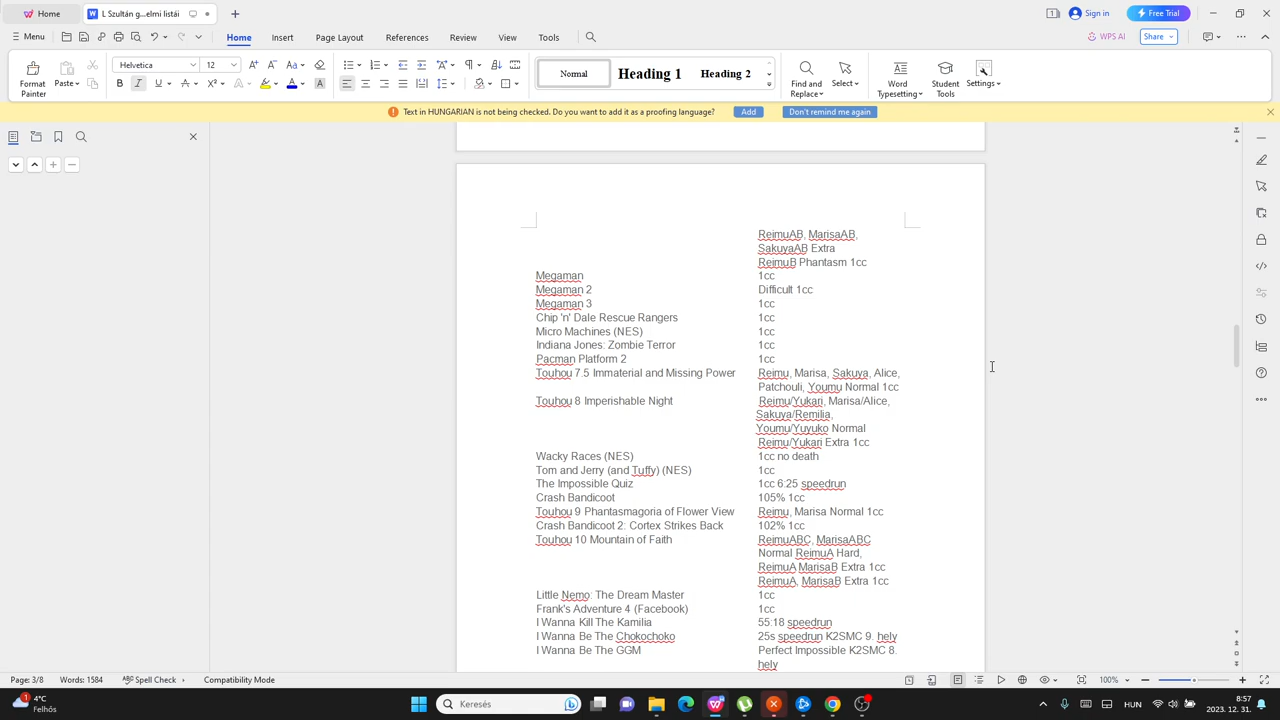 Home
L Szultán g...elmi listái
1
Sign in
Free Trial
Menu
Home
Insert
Page Layout
References
Review
View
Tools
WPS AI
Share
Format Painter
Paste
Helvetica
12
Normal
Heading 1
Heading 2
Find and Replace
Select
Word Typesetting
Student Tools
Settings
Text in HUNGARIAN is not being checked. Do you want to add it as a proofing language?
Add
Don't remind me again
ReimuAB, MarisaAB,
SakuyaAB Extra
ReimuB Phantasm 1cc
Megaman 1cc
Megaman 2 Difficult 1cc
Megaman 3 1cc
Chip 'n' Dale Rescue Rangers 1cc
Micro Machines (NES) 1cc
Indiana Jones: Zombie Terror 1cc
Pacman Platform 2 1cc
Touhou 7.5 Immaterial and Missing Power Reimu, Marisa, Sakuya, Alice,
Patchouli, Youmu Normal 1cc
Touhou 8 Imperishable Night Reimu/Yukari, Marisa/Alice,
Sakuya/Remilia,
Youmu/Yuyuko Normal
Reimu/Yukari Extra 1cc
Wacky Races (NES) 1cc no death
Tom and Jerry (and Tuffy) (NES) 1cc
The Impossible Quiz 1cc 6:25 speedrun
Crash Bandicoot 105% 1cc
Touhou 9 Phantasmagoria of Flower View Reimu, Marisa Normal 1cc
Crash Bandicoot 2: Cortex Strikes Back 102% 1cc
Touhou 10 Mountain of Faith ReimuABC, MarisaABC
Normal ReimuA Hard,
ReimuA MarisaB Extra 1cc
ReimuA, MarisaB Extra 1cc
Little Nemo: The Dream Master 1cc
Frank's Adventure 4 (Facebook) 1cc
I Wanna Kill The Kamilia 55:18 speedrun
I Wanna Be The Chokochoko 25s speedrun K2SMC 9. hely
I Wanna Be The GGM Perfect Impossible K2SMC 8.
hely
Page: 3/8
Words: 1584
Spell Check
Compatibility Mode
100%
1
4°C
Felhős
Keresés
HUN
8:57
2023. 12. 31.